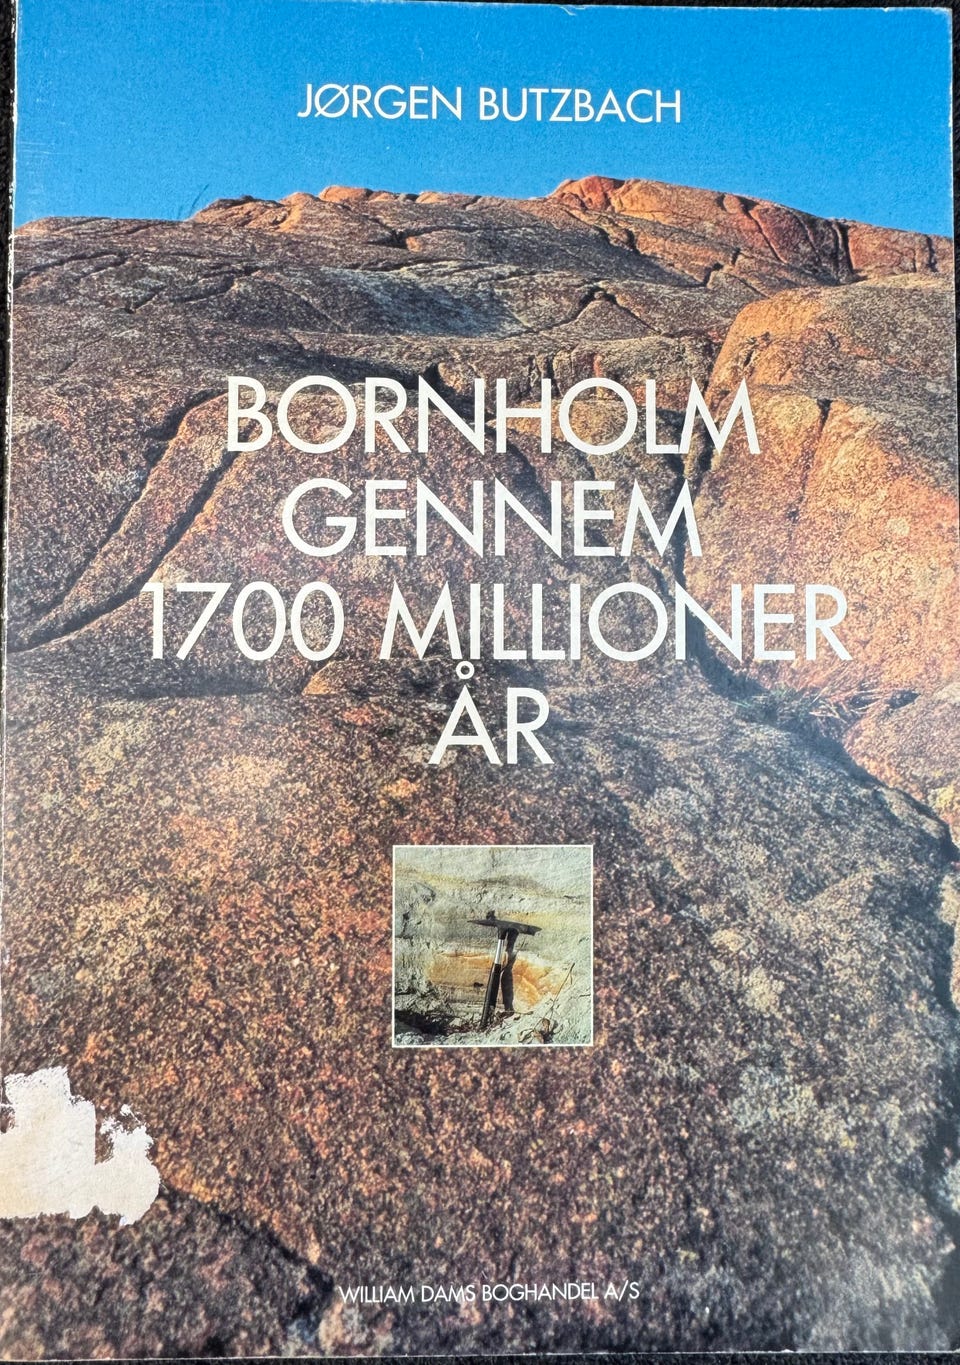 JØRGEN BUTZBACH
BORNHOLM
GENNEM
1700 MILLIONER
ÅR
WILLIAM DAMS BOGHANDEL A/S